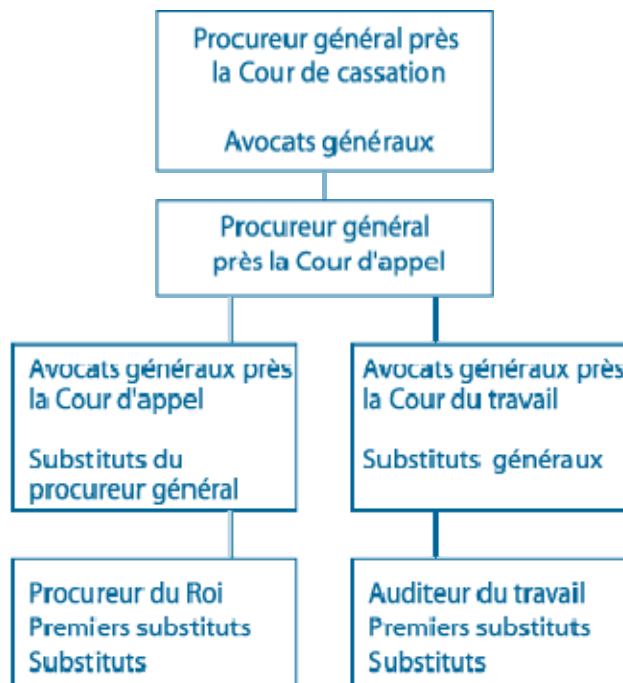 Procureur général près
la Cour de cassation
Avocats généraux
Procureur général
près la Cour d'appel
Avocats généraux près
la Cour d'appel
Substituts du
procureur général
Avocats généraux près
la Cour du travail
Substituts généraux
Procureur du Roi
Premiers substituts
Substituts
Auditeur du travail
Premiers substituts
Substituts